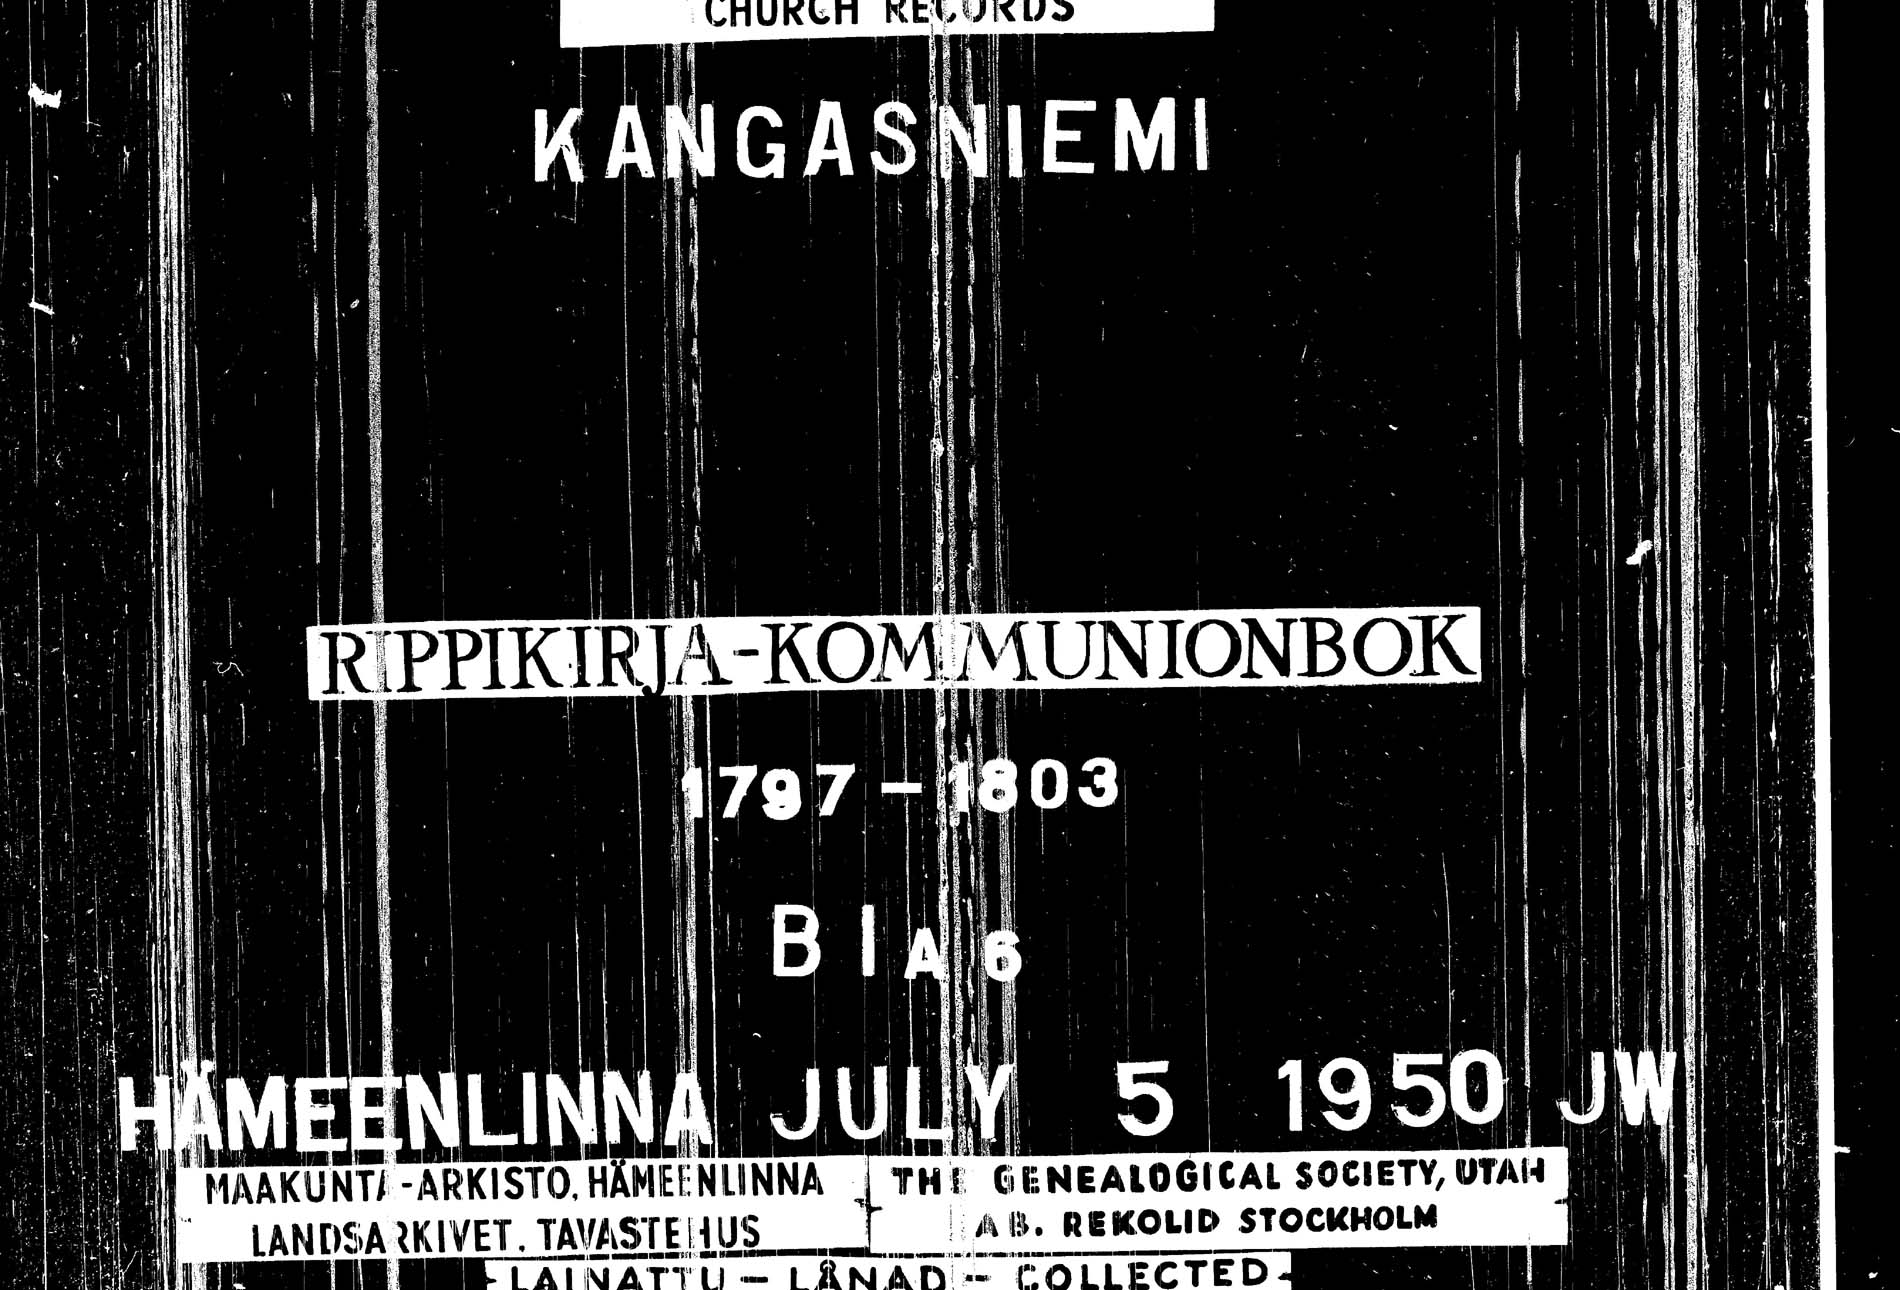 CHURCH RECORDS
KANGASNIEMI
RIPPIKIRJA-KOMMUNIONBOK
1797-1803
B I A 6
HÄMEENLINNA JULY 5 1950 JW
MAAKUNTA-ARKISTO, HÄMEENLINNA
LANDSARKIVET, TAVASTEHUS
THE GENEALOGICAL SOCIETY, UTAH
AB. REKOLID STOCKHOLM
LAINATTU - LÅNAD - COLLECTED